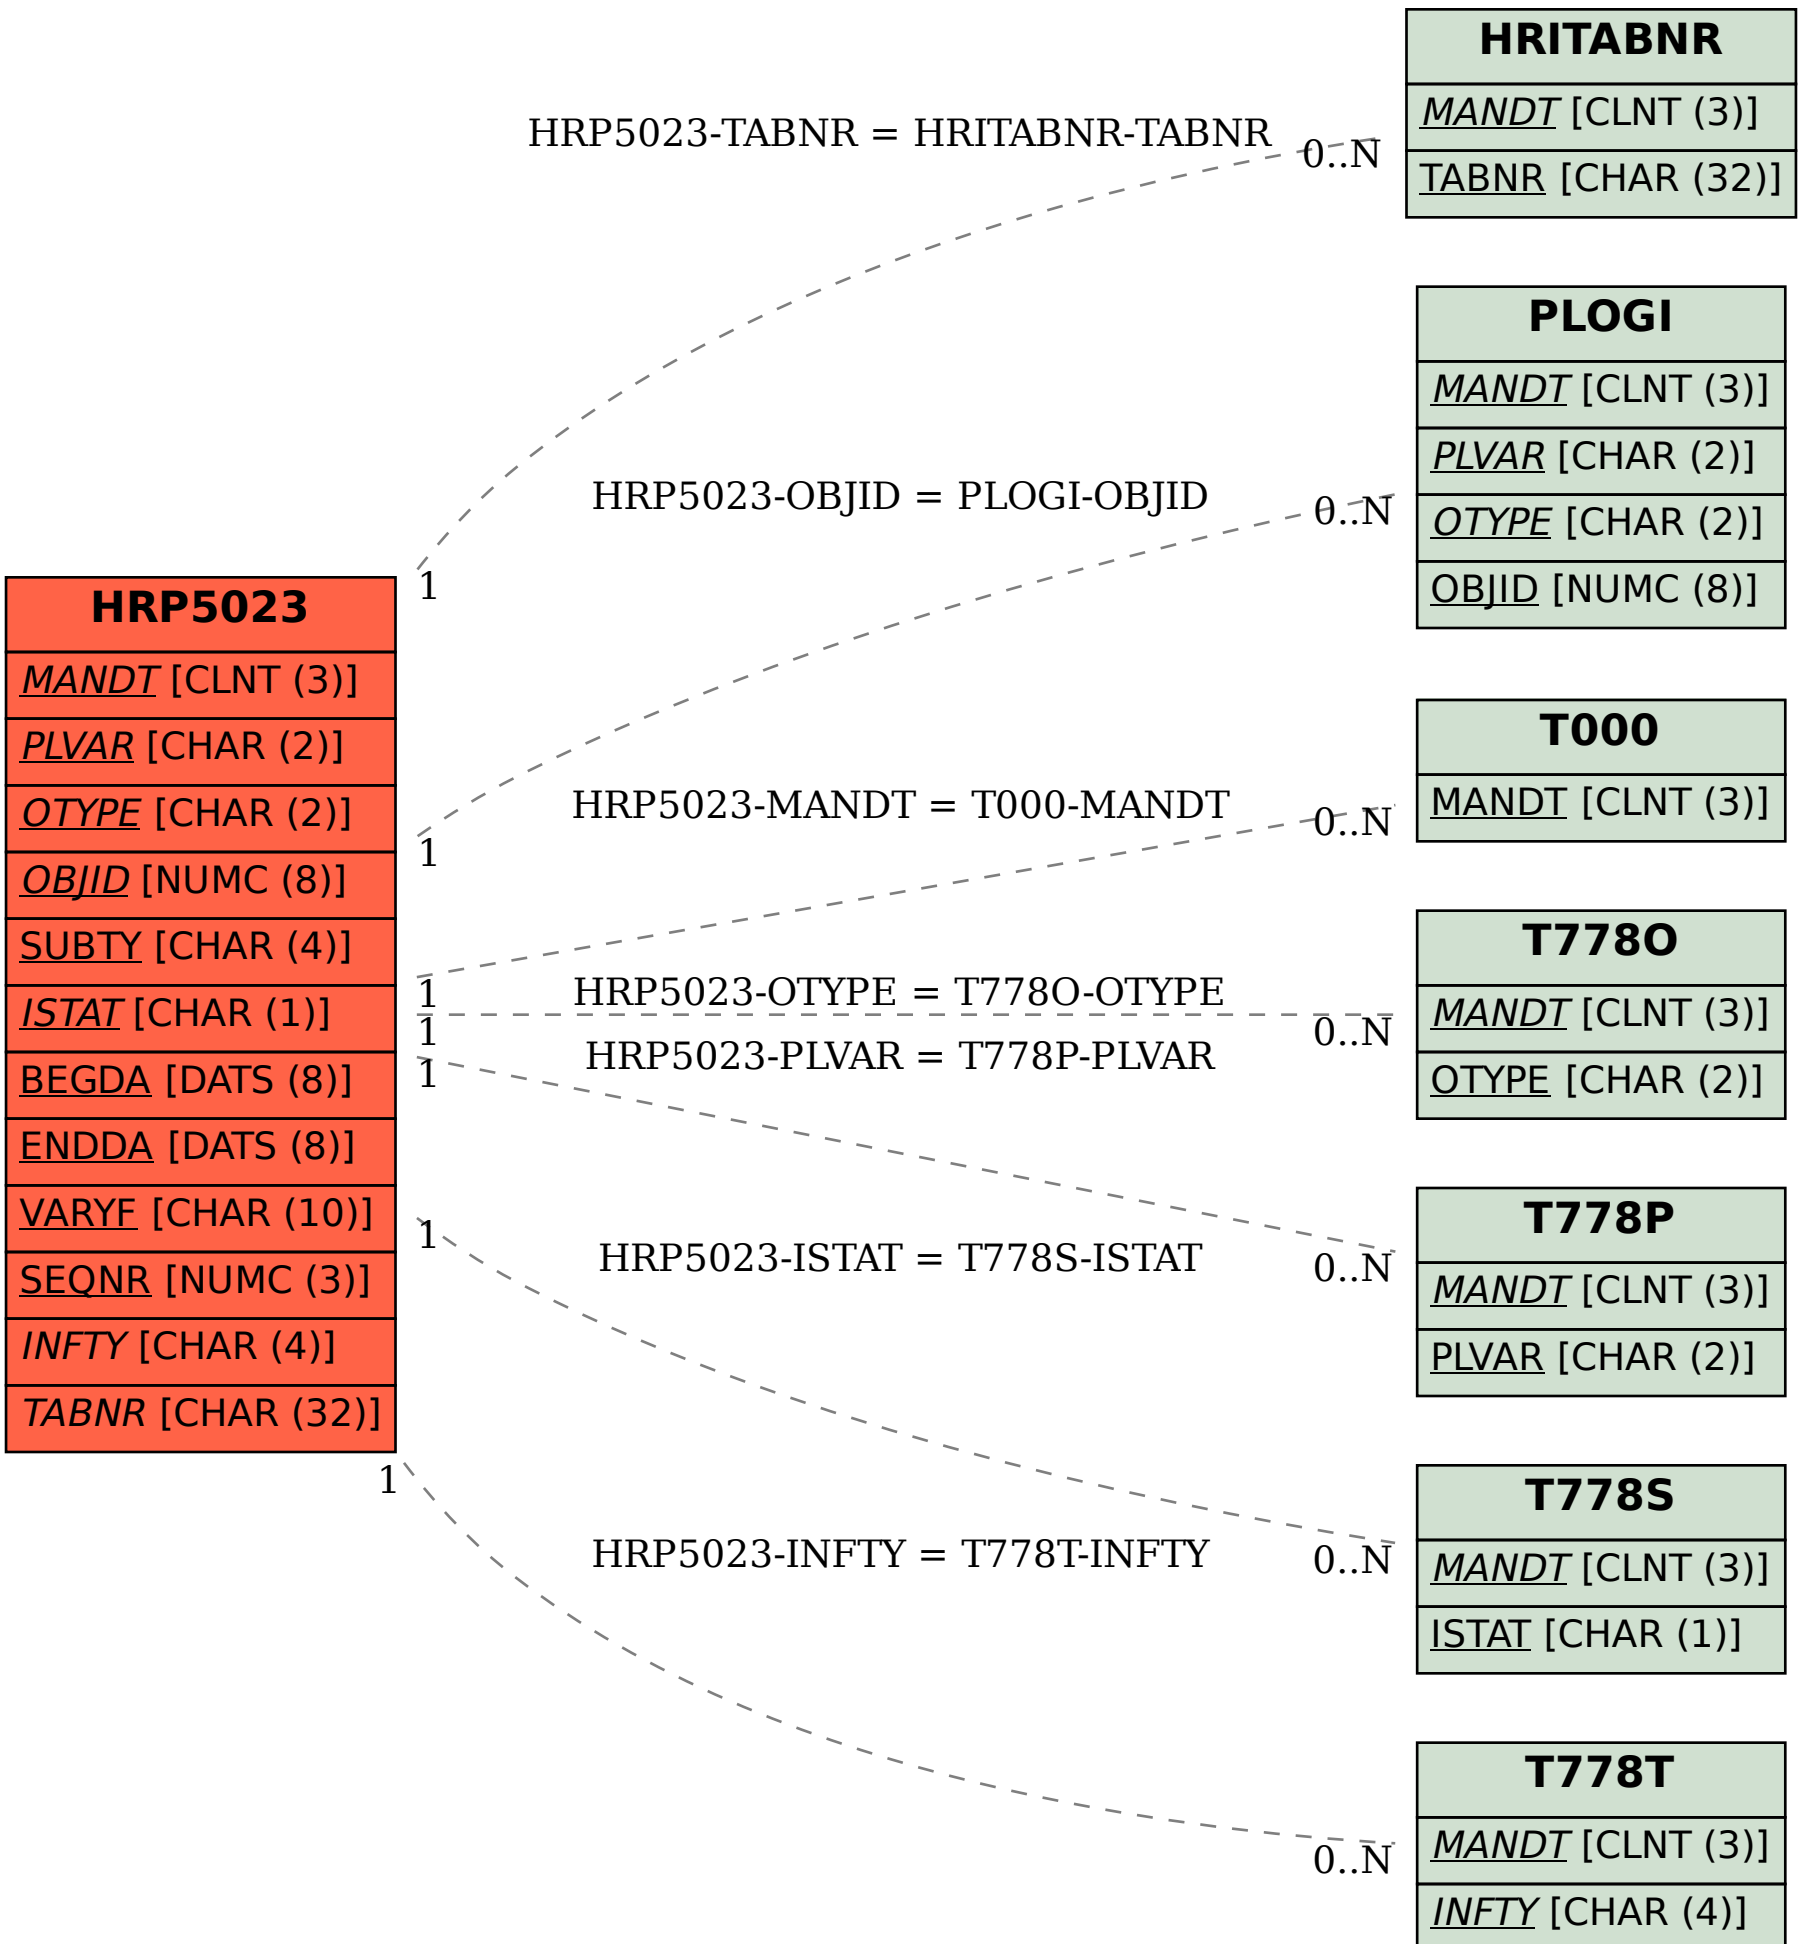 HRP5023
MANDT [CLNT (3)]
PLVAR [CHAR (2)]
OTYPE [CHAR (2)]
OBJID [NUMC (8)]
SUBTY [CHAR (4)]
ISTAT [CHAR (1)]
BEGDA [DATS (8)]
ENDDA [DATS (8)]
VARYF [CHAR (10)]
SEQNR [NUMC (3)]
INFTY [CHAR (4)]
TABNR [CHAR (32)]
HRP5023-TABNR = HRITABNR-TABNR
0..N
1
HRP5023-OBJID = PLOGI-OBJID
0..N
1
HRP5023-MANDT = T000-MANDT
0..N
1
HRP5023-OTYPE = T778O-OTYPE
0..N
1
HRP5023-PLVAR = T778P-PLVAR
0..N
1
HRP5023-ISTAT = T778S-ISTAT
0..N
1
HRP5023-INFTY = T778T-INFTY
0..N
1
HRITABNR
MANDT [CLNT (3)]
TABNR [CHAR (32)]
PLOGI
MANDT [CLNT (3)]
PLVAR [CHAR (2)]
OTYPE [CHAR (2)]
OBJID [NUMC (8)]
T000
MANDT [CLNT (3)]
T778O
MANDT [CLNT (3)]
OTYPE [CHAR (2)]
T778P
MANDT [CLNT (3)]
PLVAR [CHAR (2)]
T778S
MANDT [CLNT (3)]
ISTAT [CHAR (1)]
T778T
MANDT [CLNT (3)]
INFTY [CHAR (4)]